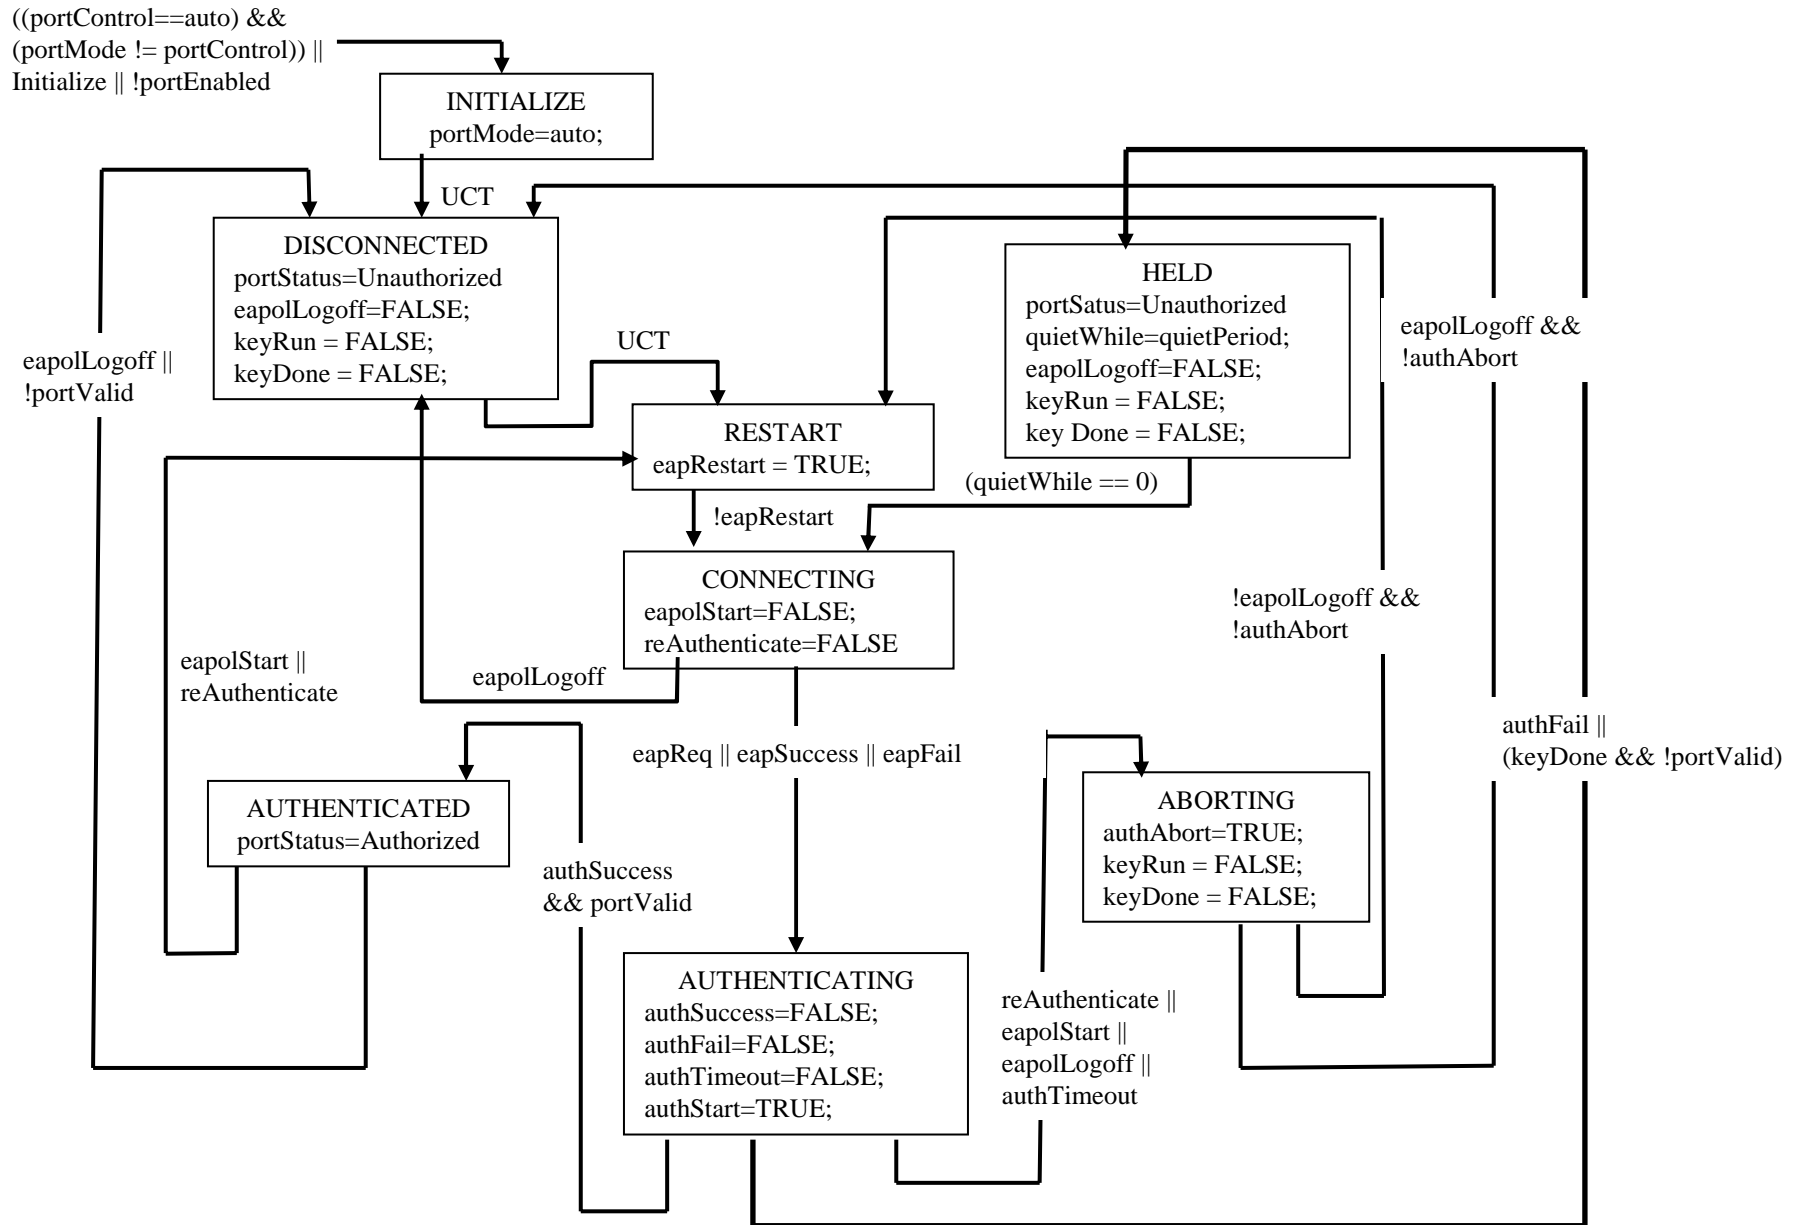 ((portControl==auto) &&
(portMode != portControl)) ||
Initialize || !portEnabled
INITIALIZE
portMode=auto;
UCT
DISCONNECTED
portStatus=Unauthorized
eapolLogoff=FALSE;
keyRun = FALSE;
keyDone = FALSE;
HELD
portSatus=Unauthorized
quietWhile=quietPeriod;
eapolLogoff=FALSE;
keyRun = FALSE;
key Done = FALSE;
eapolLogoff &&
!authAbort
eapolLogoff ||
!portValid
UCT
RESTART
eapRestart = TRUE;
(quietWhile == 0)
!eapRestart
CONNECTING
eapolStart=FALSE;
reAuthenticate=FALSE
!eapolLogoff &&
!authAbort
eapolStart ||
reAuthenticate
eapolLogoff
eapReq || eapSuccess || eapFail
authFail ||
(keyDone && !portValid)
AUTHENTICATED
portStatus=Authorized
ABORTING
authAbort=TRUE;
keyRun = FALSE;
keyDone = FALSE;
authSuccess
&& portValid
AUTHENTICATING
authSuccess=FALSE;
authFail=FALSE;
authTimeout=FALSE;
authStart=TRUE;
reAuthenticate ||
eapolStart ||
eapolLogoff ||
authTimeout